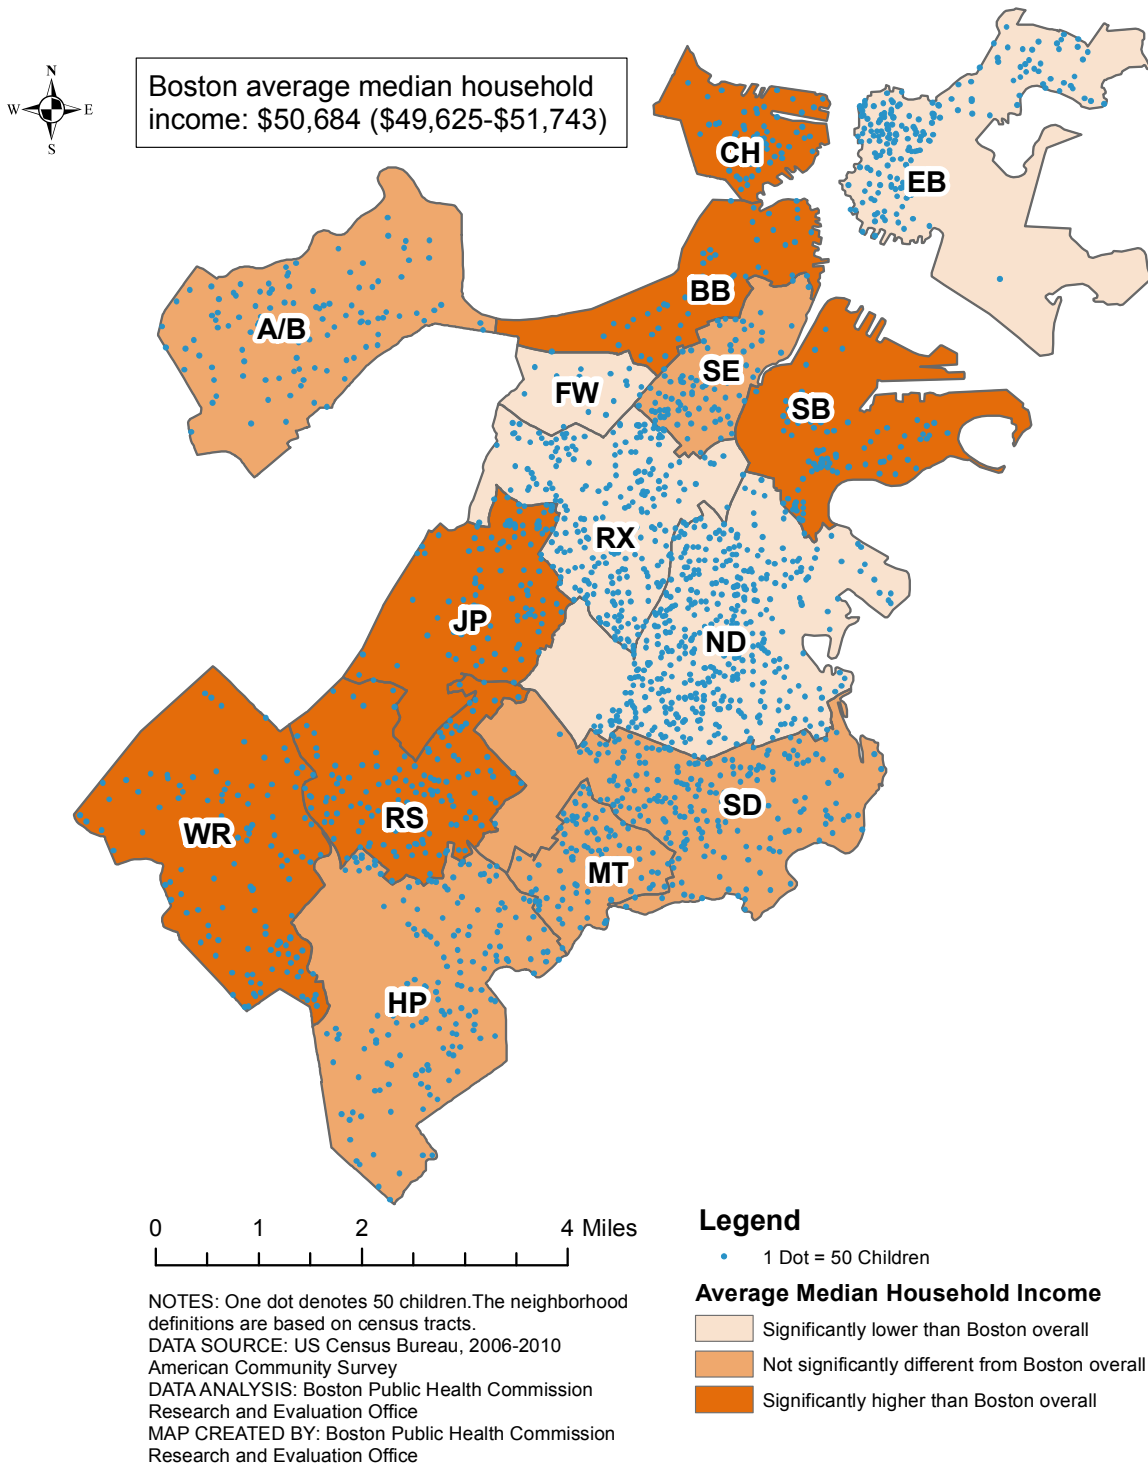 N
W E
S
Boston average median household
income: $50,684 ($49,625-$51,743)
CH
EB
BB
A/B
SE
FW
SB
RX
JP
ND
SD
RS
WR
MT
HP
0 1 2 4 Miles
NOTES: One dot denotes 50 children.The neighborhood
definitions are based on census tracts.
DATA SOURCE: US Census Bureau, 2006-2010
American Community Survey
DATA ANALYSIS: Boston Public Health Commission
Research and Evaluation Office
MAP CREATED BY: Boston Public Health Commission
Research and Evaluation Office
Legend
1 Dot = 50 Children
Average Median Household Income
Significantly lower than Boston overall
Not significantly different from Boston overall
Significantly higher than Boston overall